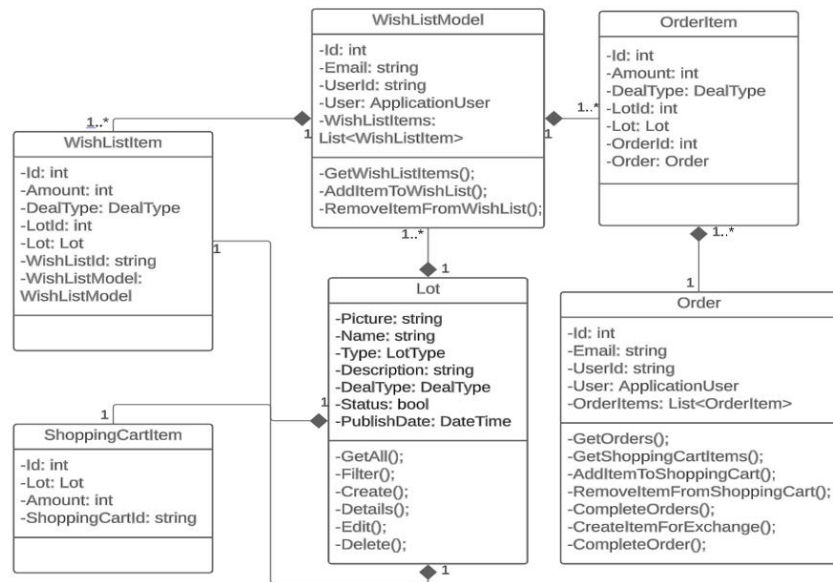 WishListModel
-Id: int
-Email: string
-UserId: string
-User: ApplicationUser
-WishListItems:
List<WishListItem>
-GetWishListItems();
-AddItemToWishList();
-RemoveItemFromWishList();
OrderItem
-Id: int
-Amount: int
-DealType: DealType
-LotId: int
-Lot: Lot
-OrderId: int
-Order: Order
1..*
1
1
1..*
WishListItem
-Id: int
-Amount: int
-DealType: DealType
-LotId: int
-Lot: Lot
-WishListId: string
-WishListModel:
WishListModel
1
1..*
1
1..*
1
Lot
-Picture: string
-Name: string
-Type: LotType
-Description: string
-DealType: DealType
-Status: bool
-PublishDate: DateTime
-GetAll();
-Filter();
-Create();
-Details();
-Edit();
-Delete();
Order
-Id: int
-Email: string
-UserId: string
-User: ApplicationUser
-OrderItems: List<OrderItem>
-GetOrders();
-GetShoppingCartItems();
-AddItemToShoppingCart();
-RemoveItemFromShoppingCart();
-CompleteOrders();
-CreateItemForExchange();
-CompleteOrder();
1
1
ShoppingCartItem
-Id: int
-Lot: Lot
-Amount: int
-ShoppingCartId: string
1